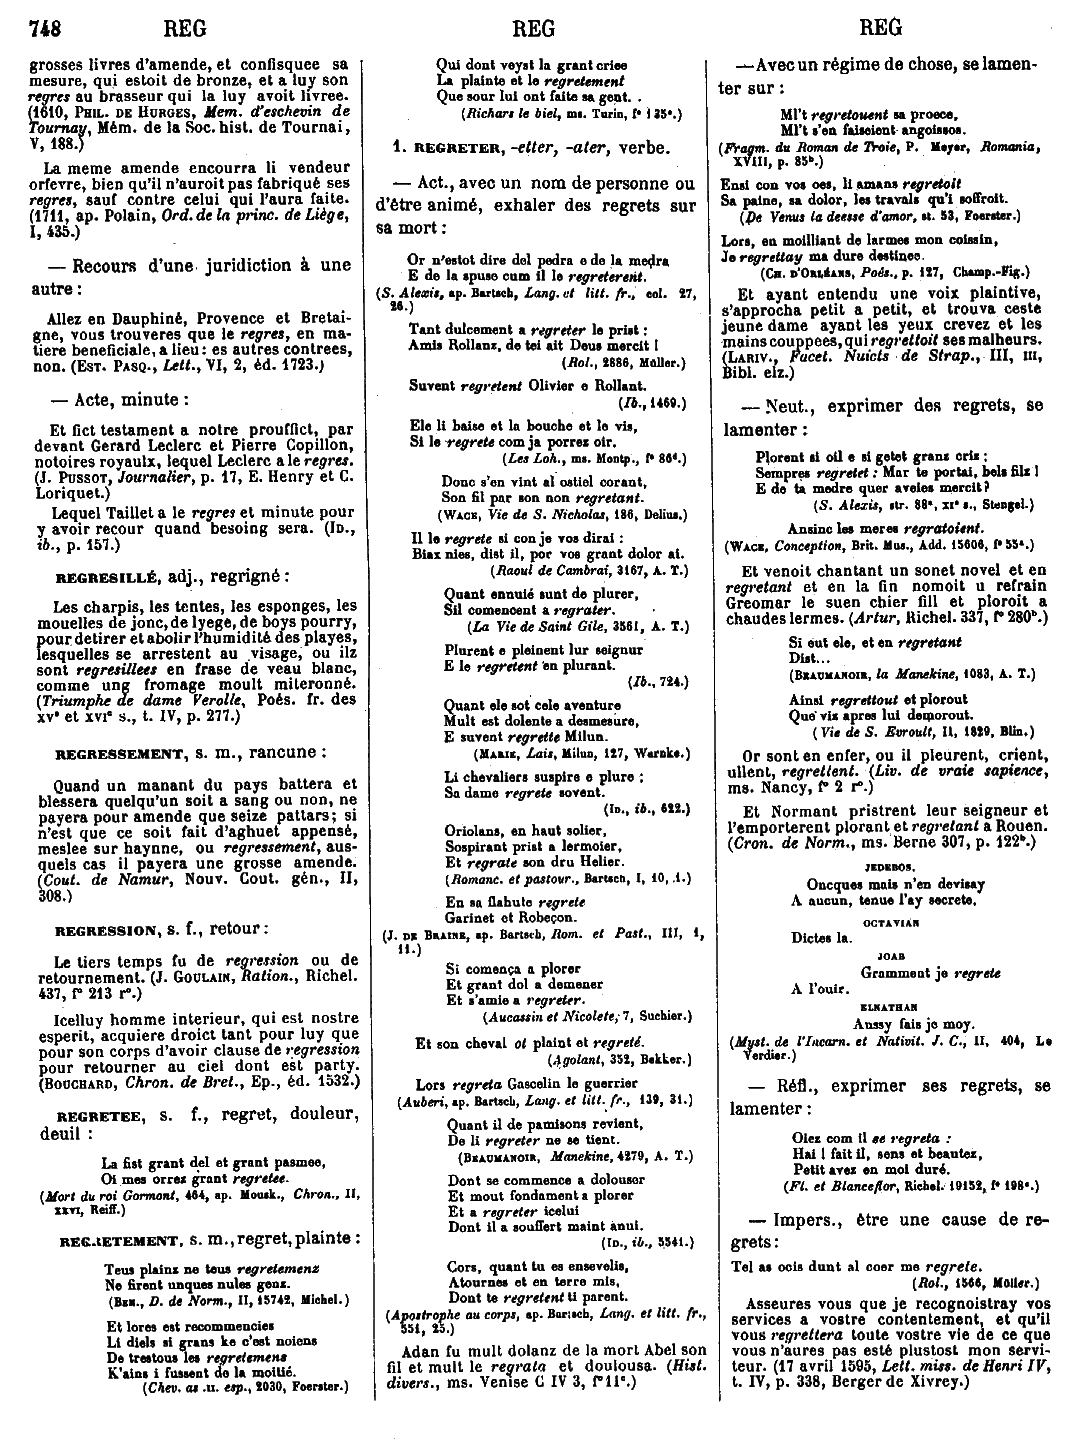 748 REG REG REG
grosses livres d'amende, et confisquee sa
mesure, qui estoit de bronze, et a luy son
regres au brasseur qui la luy avoit livree.
(1610, PHIL. DE HURGES, Mem. d'eschevin de
Tournay, Mém. de la Soc. hist. de Tournai,
V, 188.)
La meme amende encourra li vendeur
orfevre, bien qu'il n'auroit pas fabriqué ses
regres, sauf contre celui qui l'aura faite.
(1711, ap. Polain, Ord. de la princ. de Liège,
I, 435.)
— Recours d'une juridiction à une
autre :
Allez en Dauphiné, Provence et Bretai-
gne, vous trouveres que le regres, en ma-
tiere beneficiale, a lieu : es autres contrees,
non. (EST. PASQ., Lett., VI, 2, éd. 1723.)
— Acte, minute :
Et fict testament a notre prouffict, par
devant Gerard Leclerc et Pierre Copillon,
notoires royaulx, lequel Leclerc a le regres.
(J. PUSSOT, Journalier, p. 17, E. Henry et C.
Loriquet.)
Lequel Taillet a le regres et minute pour
y avoir recour quand besoing sera. (ID.,
ib., p. 157.)
REGRESILLÉ, adj., regrigné :
Les charpis, les tentes, les esponges, les
mouelles de jonc, de lyege, de boys pourry,
pour detirer et abolir l'humidité des playes,
lesquelles se arrestent au visage, ou ilz
sont regresillees en frase de veau blanc,
comme ung fromage moult miteronné.
(Triumphe de dame Verolle, Poés. fr. des
XVe et XVIe s., t. IV, p. 277.)
REGRESSEMENT, s. m., rancune :
Quand un manant du pays battera et
blessera quelqu'un soit a sang ou non, ne
payera pour amende que seize pattars; si
n'est que ce soit fait d'aghuet appensé,
meslee sur haynne, ou regressement, aus-
quels cas il payera une grosse amende.
(Cout. de Namur, Nouv. Cout. gén., II,
308.)
REGRESSION, s. f., retour :
Le tiers temps fu de regression ou de
retournement. (J. GOULAIN, Ration., Richel.
437, fo 213 ro.)
Icelluy homme interieur, qui est nostre
esperit, acquiere droict tant pour luy que
pour son corps d'avoir clause de regression
pour retourner au ciel dont est party.
(BOUCHARD, Chron. de Bret., Ep., éd. 1532.)
REGRETEE, s. f., regret, douleur,
deuil :
La fist grant del et grant pasmee,
Oi mes orrez grant regretee.
(Mort du roi Gormont, 464, ap. Mousk., Chron., II,
XXVI, Reiff.)
REGRETEMENT, s. m., regret, plainte :
Teus plainz ne teus regretemenz
Ne firent unques nules genz.
(BEN., D. de Norm., II, 15742, Michel.)
Et lores est recommencies
Li diels si grans ke c'est noiens
De trestous les regretemens
K'ains i fussent de la moitié.
(Chev. as .II. esp., 2030, Foerster.)
Qui dont veyst la grant criee
La plainte et le regretement
Que sour lui ont faite sa gent.
(Richars le biel, ms. Turin, fo 135c.)
1. REGRETER, -etter, -ater, verbe.
— Act., avec un nom de personne ou
d'être animé, exhaler des regrets sur
sa mort :
Or n'estot dire del pedra e de la medra
E de la spuse cum il le regreterent.
(S. Alexis, ap. Bartsch, Lang. et litt. fr., col. 27,
26.)
Tant dulcement a regreter le prist :
Amis Rollanz, de tei ait Deus mercit !
(Rol., 2886, Müller.)
Suvent regretent Olivier e Rollant.
(Ib., 1469.)
Ele li baise et la bouche et le vis,
Si le regrete com ja porrez oïr.
(Les Loh., ms. Montp., fo 86d.)
Donc s'en vint al ostiel corant,
Son fil par son non regretant.
(WACE, Vie de S. Nicholas, 186, Delius.)
Il le regrete si con je vos dirai :
Biax nies, dist il, por vos grant dolor ai.
(Raoul de Cambrai, 3167, A. T.)
Quant ennuié sunt de plurer,
Sil comencent a regrater.
(La Vie de Saint Gile, 3561, A. T.)
Plurent e pleinent lur seignur
E le regretent en plurant.
(Ib., 724.)
Quant ele sot cele aventure
Mult est dolente a desmesure,
E suvent regrette Milun.
(MARIE, Lais, Milun, 127, Warnke.)
Li chevaliers suspire e plure ;
Sa dame regrete sovent.
(ID., ib., 622.)
Oriolans, en haut solier,
Sospirant prist a lermoier,
Et regrate son dru Helier.
(Romanc. et pastour., Bartsch, I, 10, 1.)
En sa flahute regrete
Garinet et Robeçon.
(J. DE BRAINE, ap. Bartsch, Rom. et Past., III, 1,
11.)
Si comença a plorer
Et grant dol a demener
Et s'amie a regreter.
(Aucassin et Nicolete, 7, Suchier.)
Et son cheval ot plaint et regreté.
(Agolant, 352, Bekker.)
Lors regreta Gascelin le guerrier
(Auberi, ap. Bartsch, Lang. et litt. fr., 139, 31.)
Quant il de pamisons revient,
De li regreter ne se tient.
(BEAUMANOIR, Manekine, 4279, A. T.)
Dont se commence a dolouser
Et mout fondament a plorer
Et a regreter icelui
Dont il a souffert maint anui.
(ID., ib., 5541.)
Cors, quant tu es ensevelis,
Atournes et en terre mis,
Dont te regretent ti parent.
(Apostrophe au corps, ap. Bartsch, Lang. et litt. fr.,
551, 25.)
Adan fu mult dolanz de la mort Abel son
fil et mult le regrata et doulousa. (Hist.
divers., ms. Venise C IV 3, fo 11c.)
— Avec un régime de chose, se lamen-
ter sur :
Ml't regretouent sa proece,
Ml't s'en faiseient angoissos.
(Fragm. du Roman de Troie, P. Meyer, Romania,
XVIII, p. 85b.)
Ensi con vos oes, li amans regretoit
Sa paine, sa dolor, les travals qu'i soffroit.
(De Venus la deesse d'amor, st. 53, Foerster.)
Lors, en moilliant de larmes mon coissin,
Je regrettay ma dure destinee.
(CH. D'ORLÉANS, Poés., p. 127, Champ.-Fig.)
Et ayant entendu une voix plaintive,
s'approcha petit a petit, et trouva ceste
jeune dame ayant les yeux crevez et les
mains couppees, qui regrettoit ses malheurs.
(LARIV., Facet. Nuicts de Strap., III, III,
Bibl. elz.)
— Neut., exprimer des regrets, se
lamenter :
Plorent si oil e si getet granz criz ;
Sempres regretet : Mar te portai, bels filz !
E de ta medre quer aveies mercit ?
(S. Alexis, str. 88a, XIe s., Stengel.)
Ansinc les meres regratoient.
(WACE, Conception, Brit. Mus., Add. 15606, fo 55a.)
Et venoit chantant un sonet novel et en
regretant et en la fin nomoit u refrain
Greomar le suen chier fill et ploroit a
chaudes lermes. (Artur, Richel. 337, fo 280b.)
Si eut ele, et en regretant
Dist...
(BEAUMANOIR, la Manekine, 1083, A. T.)
Ainsi regrettout et plorout
Que vix apres lui demorout.
(Vie de S. Evroult, II, 1829, Blin.)
Or sont en enfer, ou il pleurent, crient,
ullent, regrettent. (Liv. de vraie sapience,
ms. Nancy, fo 2 ro.)
Et Normant pristrent leur seigneur et
l'emporterent plorant et regretant a Rouen.
(Cron. de Norm., ms. Berne 307, p. 122b.)
JEDEBOS.
Oncques mais n'en devisay
A aucun, tenue l'ay secrete.
OCTAVIAN
Dictes la.
JOAB
Gramment je regrete
A l'ouir.
ELNATHAN
Aussy fais je moy.
(Myst. de l'Incarn. et Nativit. J. C., II, 404, Le
Verdier.)
— Réfl., exprimer ses regrets, se
lamenter :
Oiez com il se regreta :
Hai ! fait il, sens et beautez,
Petit avez en moi duré.
(Fl. et Blanceflor, Richel. 19152, fo 198c.)
— Impers., être une cause de re-
grets :
Tel as ocis dunt al coer me regrete.
(Rol., 1566, Müller.)
Asseures vous que je recognoistray vos
services a vostre contentement, et qu'il
vous regrettera toute vostre vie de ce que
vous n'aures pas esté plustost mon servi-
teur. (17 avril 1595, Lett. miss. de Henri IV,
t. IV, p. 338, Berger de Xivrey.)